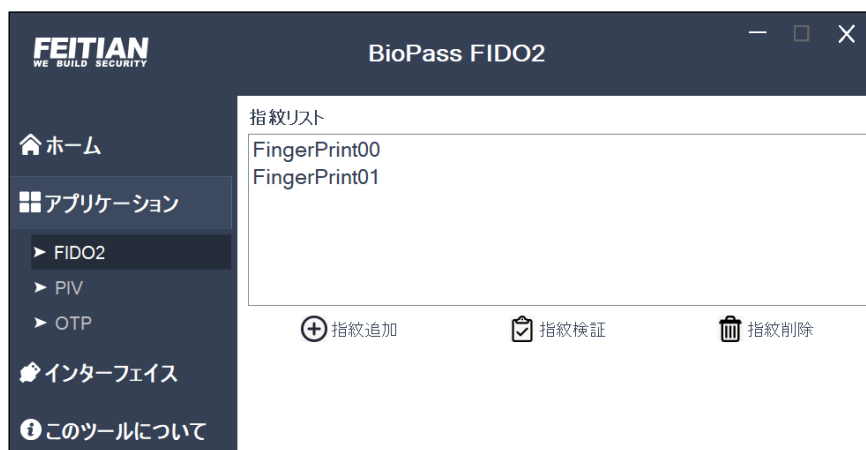 FEITIAN
WE BUILD SECURITY
BioPass FIDO2
ホーム
アプリケーション
FIDO2
PIV
OTP
インターフェイス
このツールについて
指紋リスト
FingerPrint00
FingerPrint01
指紋追加
指紋検証
指紋削除